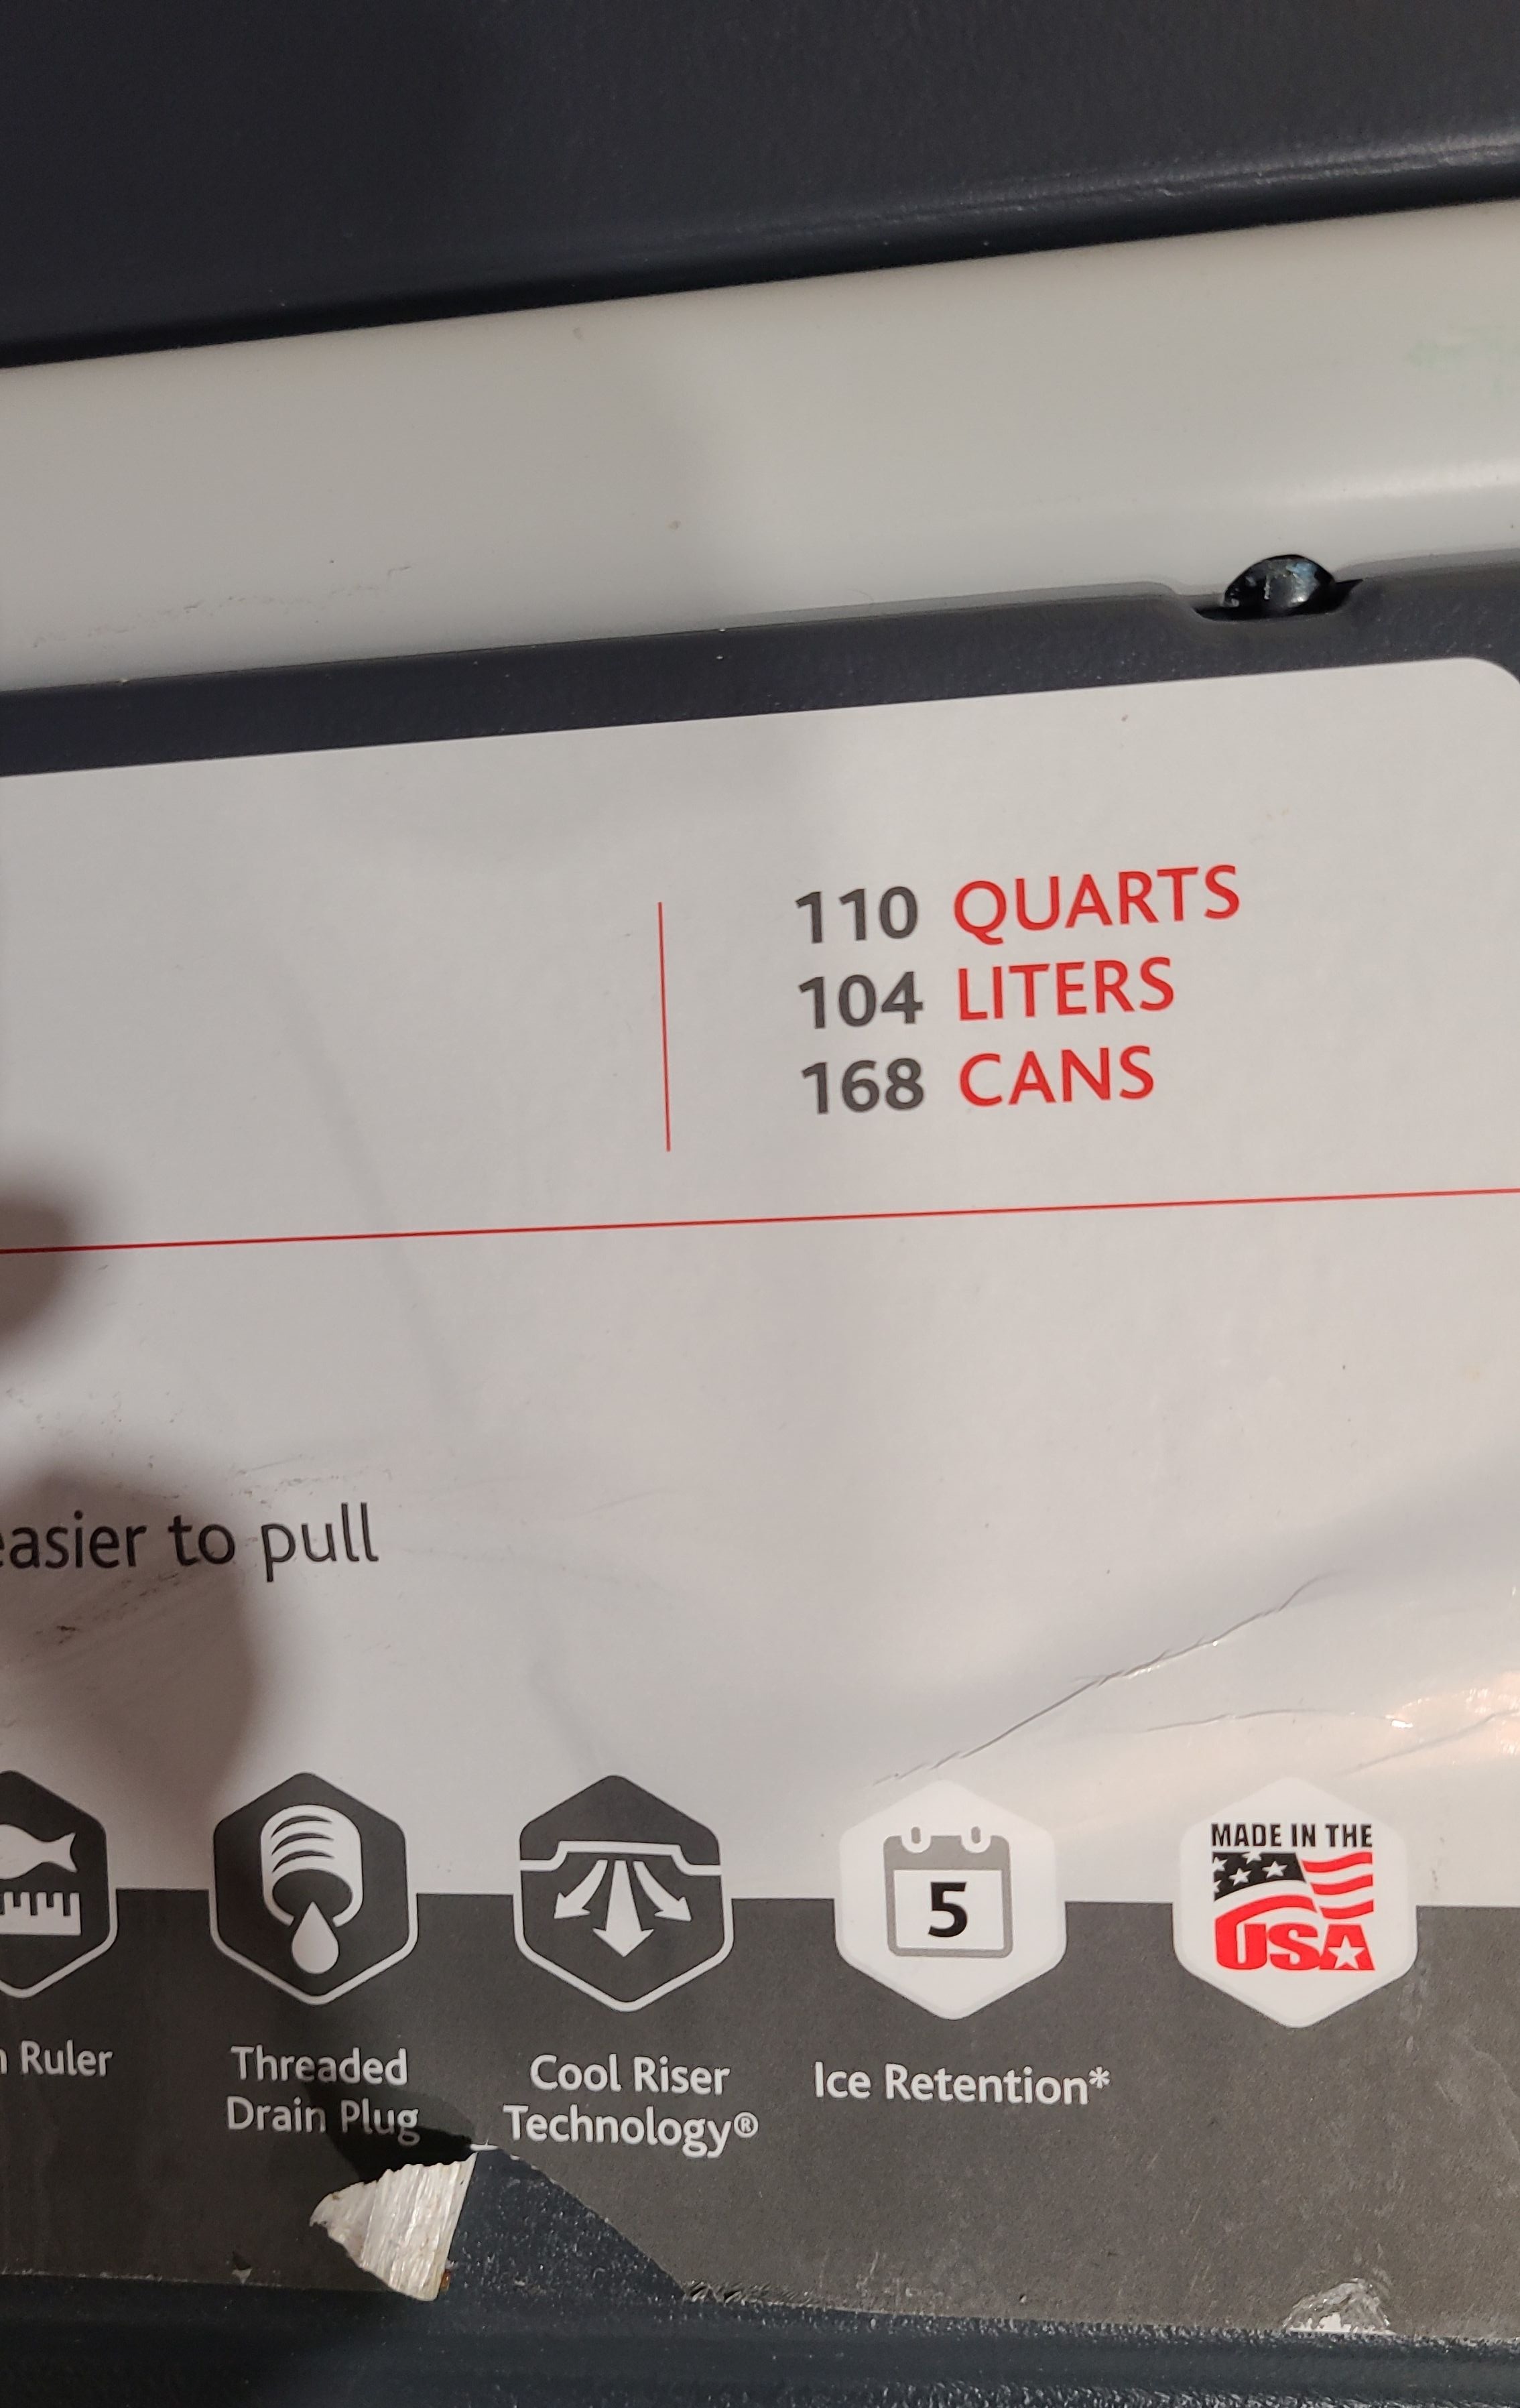 110 QUARTS
104 LITERS
168 CANS
easier to pull
5
MADE IN THE
USA
Ruler
Threaded
Drain Plug
Cool Riser
Technology®
Ice Retention*